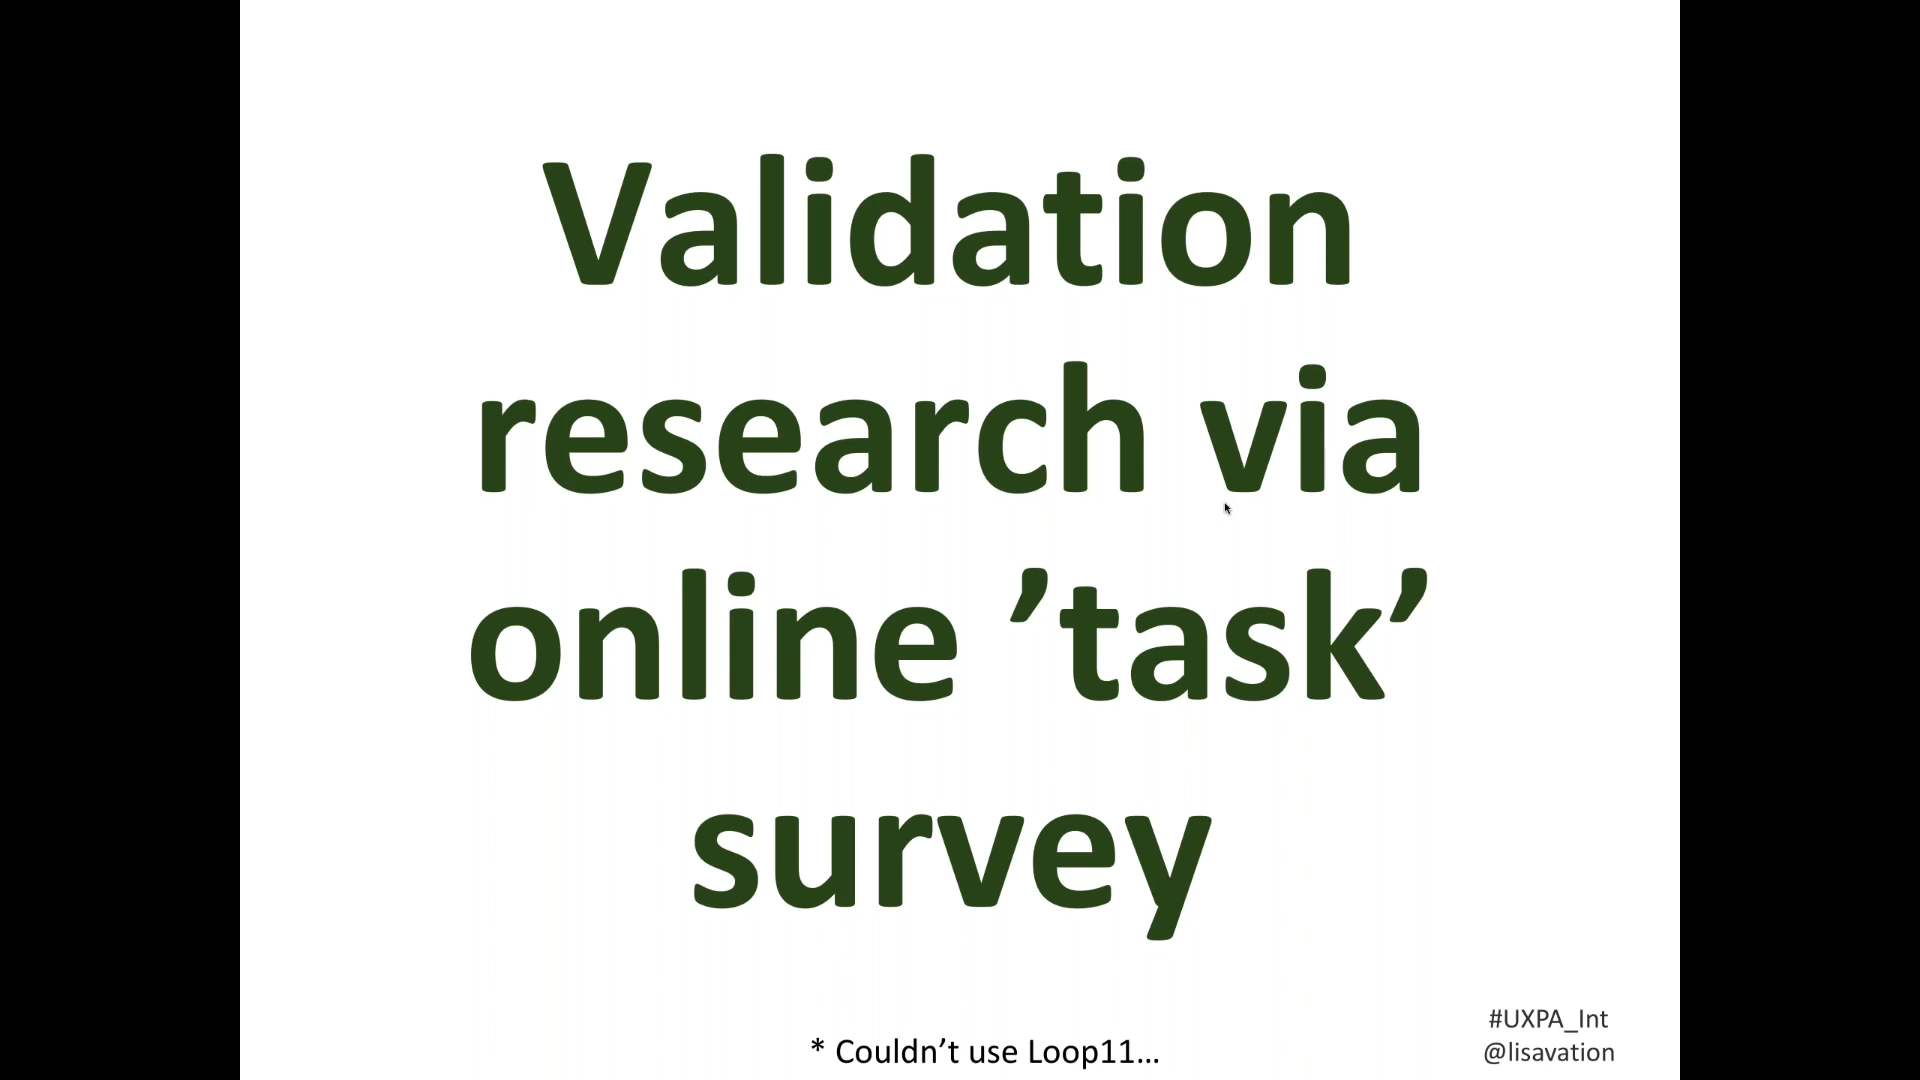 Validation
research via
online ’task’
survey
* Couldn’t use Loop11...
#UXPA_Int
@lisavation